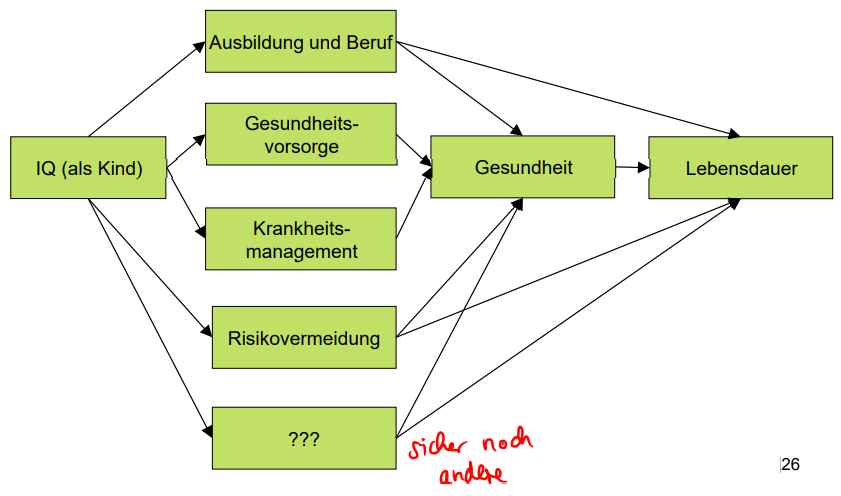 Ausbildung und Beruf
Gesundheits-
vorsorge
IQ (als Kind)
Gesundheit
Lebensdauer
Krankheits-
management
Risikovermeidung
???
sicher noch
andere
26